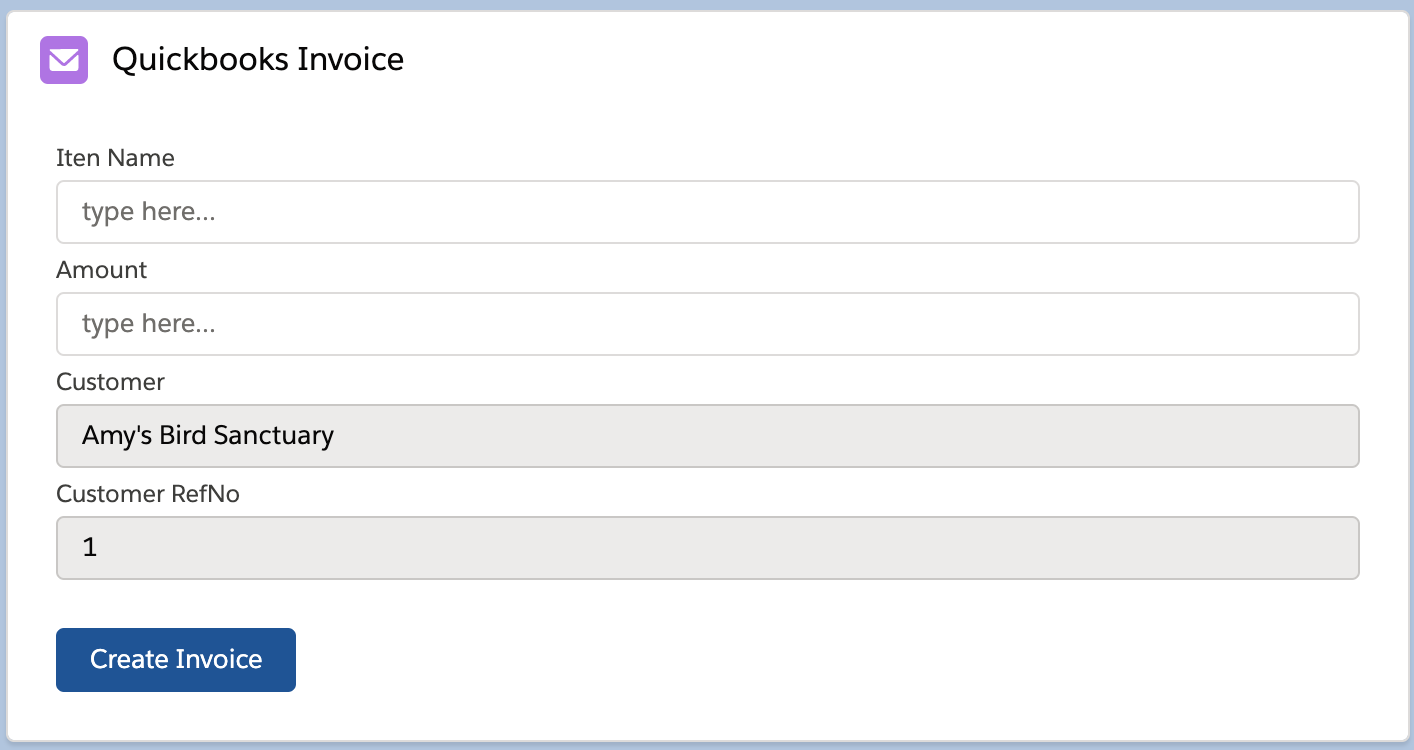 Quickbooks Invoice
Iten Name
type here...
Amount
type here...
Customer
Amy's Bird Sanctuary
Customer RefNo
1
Create Invoice